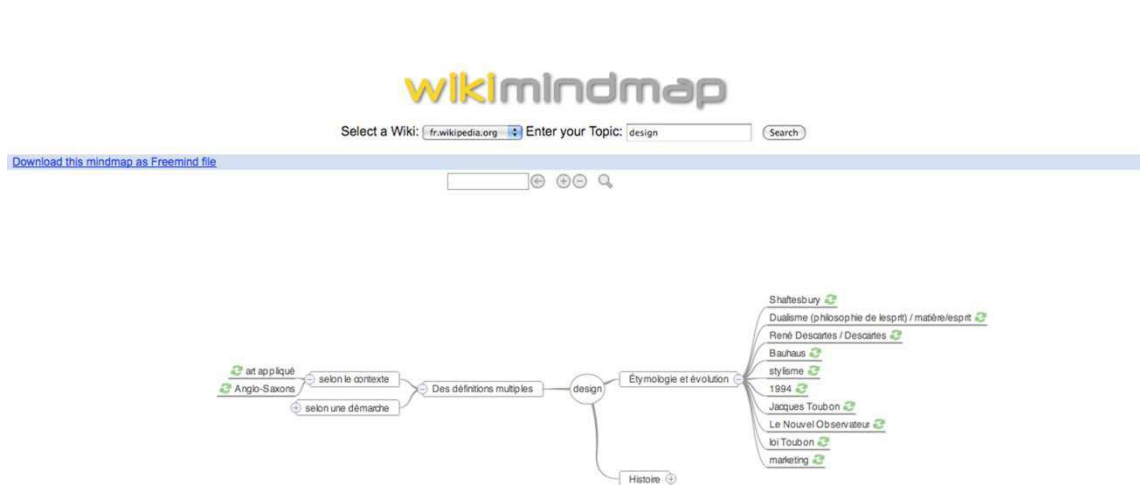 wikimindmap
Select a Wiki: fr.wikipedia.org Enter your Topic: design Search
Download this mindmap as Freemind file
art appliqué
Anglo-Saxons
selon le contexte
selon une démarche
Des définitions multiples
design
Étymologie et évolution
Shaftesbury
Dualisme (philosophie de lesprit) / matière/esprit
René Descartes / Descartes
Bauhaus
stylisme
1994
Jacques Toubon
Le Nouvel Observateur
loi Toubon
marketing
Histoire